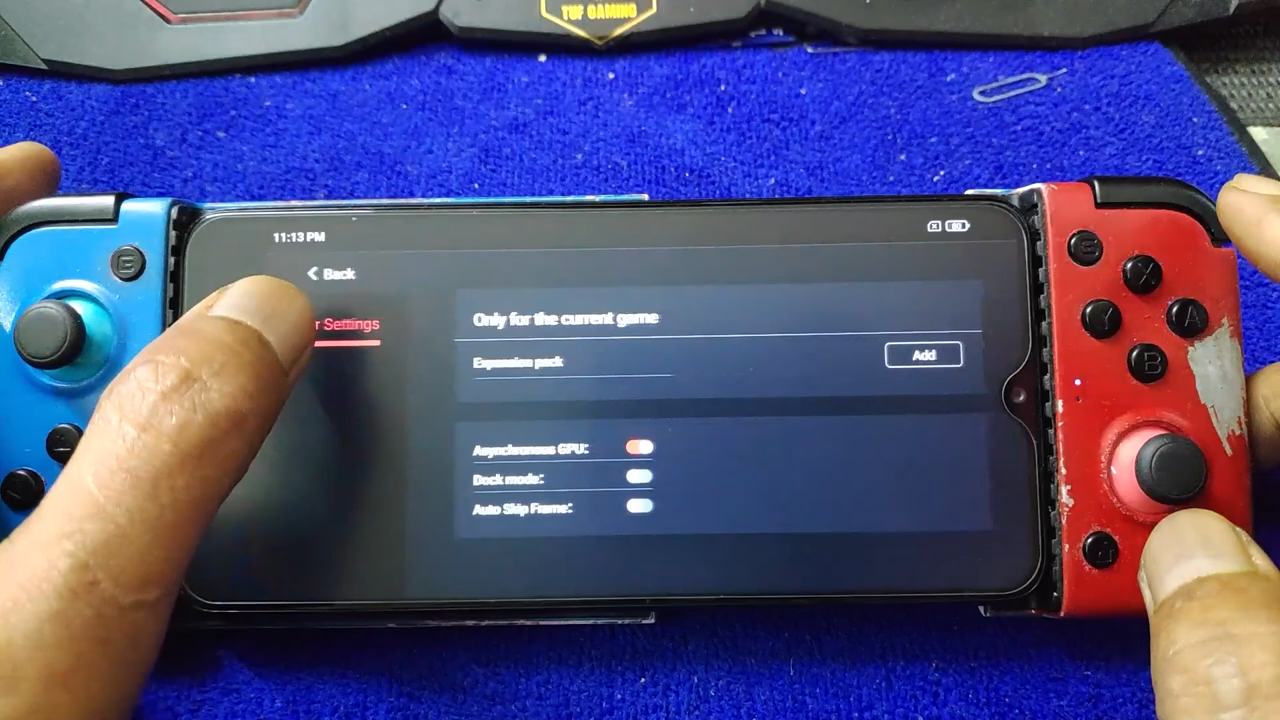 TUF GAMING
11:13 PM
Back
r Settings
Only for the current game
Expansion pack
Add
Asynchronous GPU:
Dock mode:
Auto Skip Frame:
E
S
X
Y
A
B